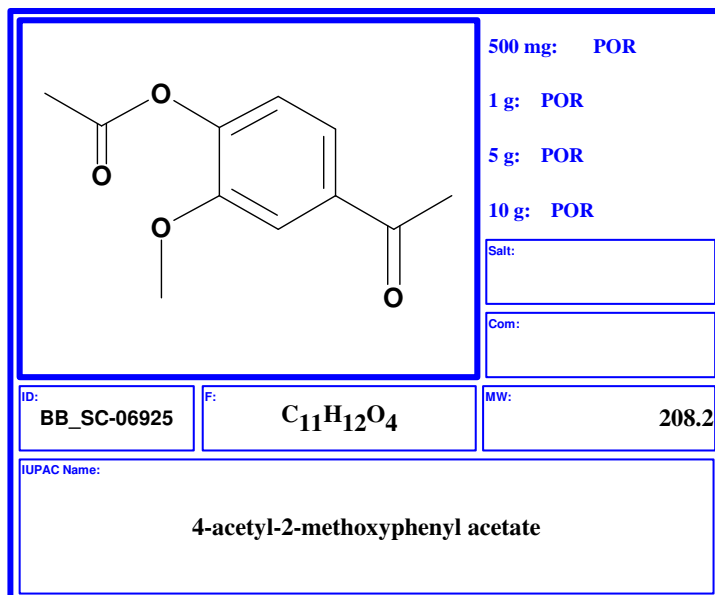 500 mg: POR
1 g: POR
5 g: POR
10 g: POR
O
O
O
O
Salt:
Com:
ID:
BB_SC-06925
F:
C11H12O4
MW:
208.2
IUPAC Name:
4-acetyl-2-methoxyphenyl acetate